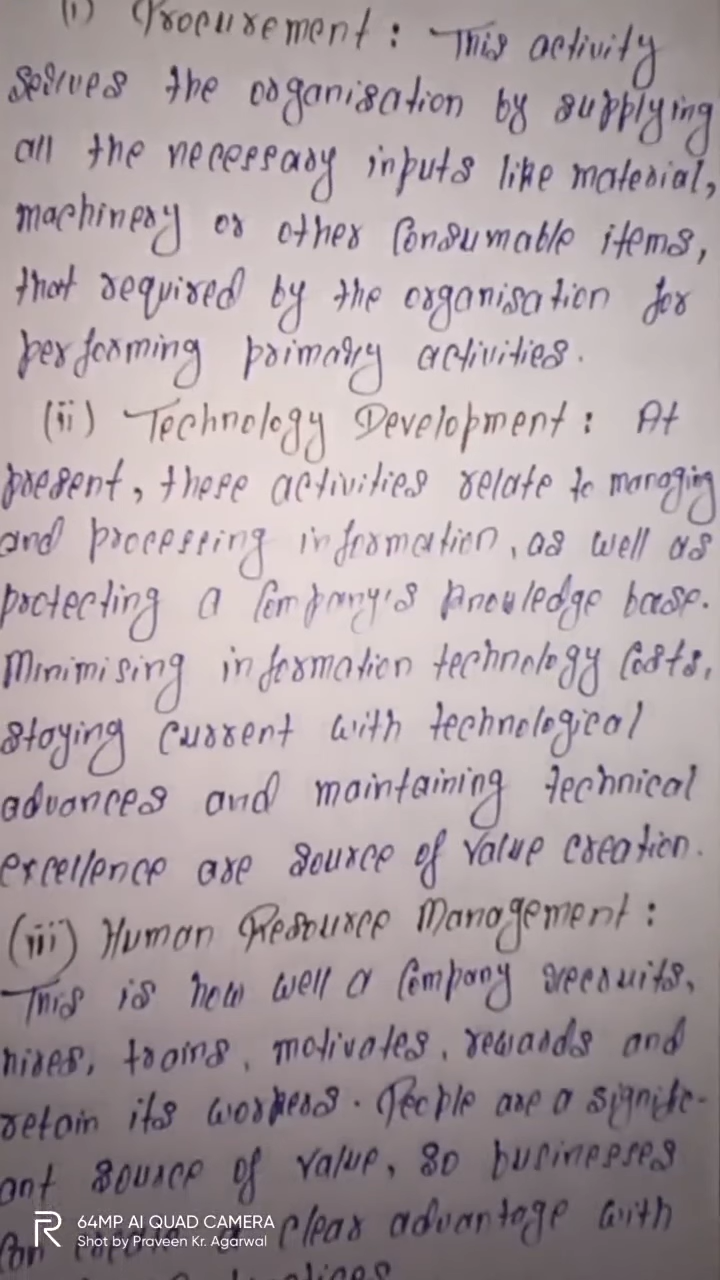 (i) Procurement : This activity
serves the organisation by supplying
all the necessary inputs like material,
machinery or other Consumable items,
that required by the organisation for
performing primary activities.
(ii) Technology Development : At
present, these activities relate to managing
and processing information, as well as
protecting a Company's knowledge base.
Minimising information technology Costs,
staying current with technological
advances and maintaining technical
excellence are source of value creation.
(iii) Human Resource Management :
This is how well a Company recruits,
hires, trains, motivates, rewards and
retain its workers. People are a signific-
ant source of value, so businesses
Can clear advantage with
64MP AI QUAD CAMERA
Shot by Praveen Kr. Agarwal